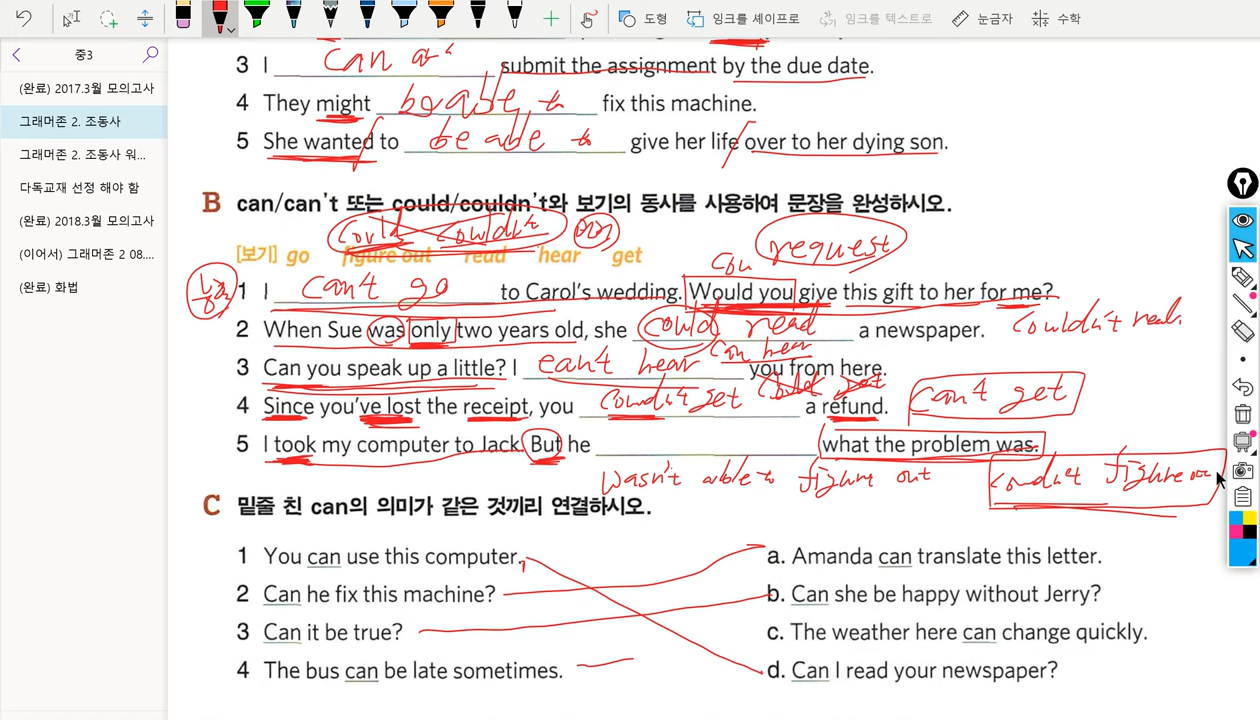 도형
잉크를 셰이프로
잉크를 텍스트로
눈금자
수학
중3
(완료) 2017.3월 모의고사
그래머존 2. 조동사
그래머존 2. 조동사 워...
다독교재 선정 해야 함
(완료) 2018.3월 모의고사
(이어서) 그래머존 2 08....
(완료) 화법
3 I can submit the assignment by the due date.
4 They might be able to fix this machine.
5 She wanted to be able to give her life over to her dying son.
B can/can't 또는 could/couldn't와 보기의 동사를 사용하여 문장을 완성하시오.
could couldn't
request
[보기] go figure out read hear get
1 I can't go to Carol's wedding. Would you give this gift to her for me?
2 When Sue was only two years old, she could read a newspaper. couldn't read
can hear
3 Can you speak up a little? I can't hear you from here.
4 Since you've lost the receipt, you couldn't get a refund. can't get
5 I took my computer to Jack. But he what the problem was.
wasn't able to figure out couldn't figure out
C 밑줄 친 can의 의미가 같은 것끼리 연결하시오.
1 You can use this computer. a. Amanda can translate this letter.
2 Can he fix this machine? b. Can she be happy without Jerry?
3 Can it be true? c. The weather here can change quickly.
4 The bus can be late sometimes. d. Can I read your newspaper?